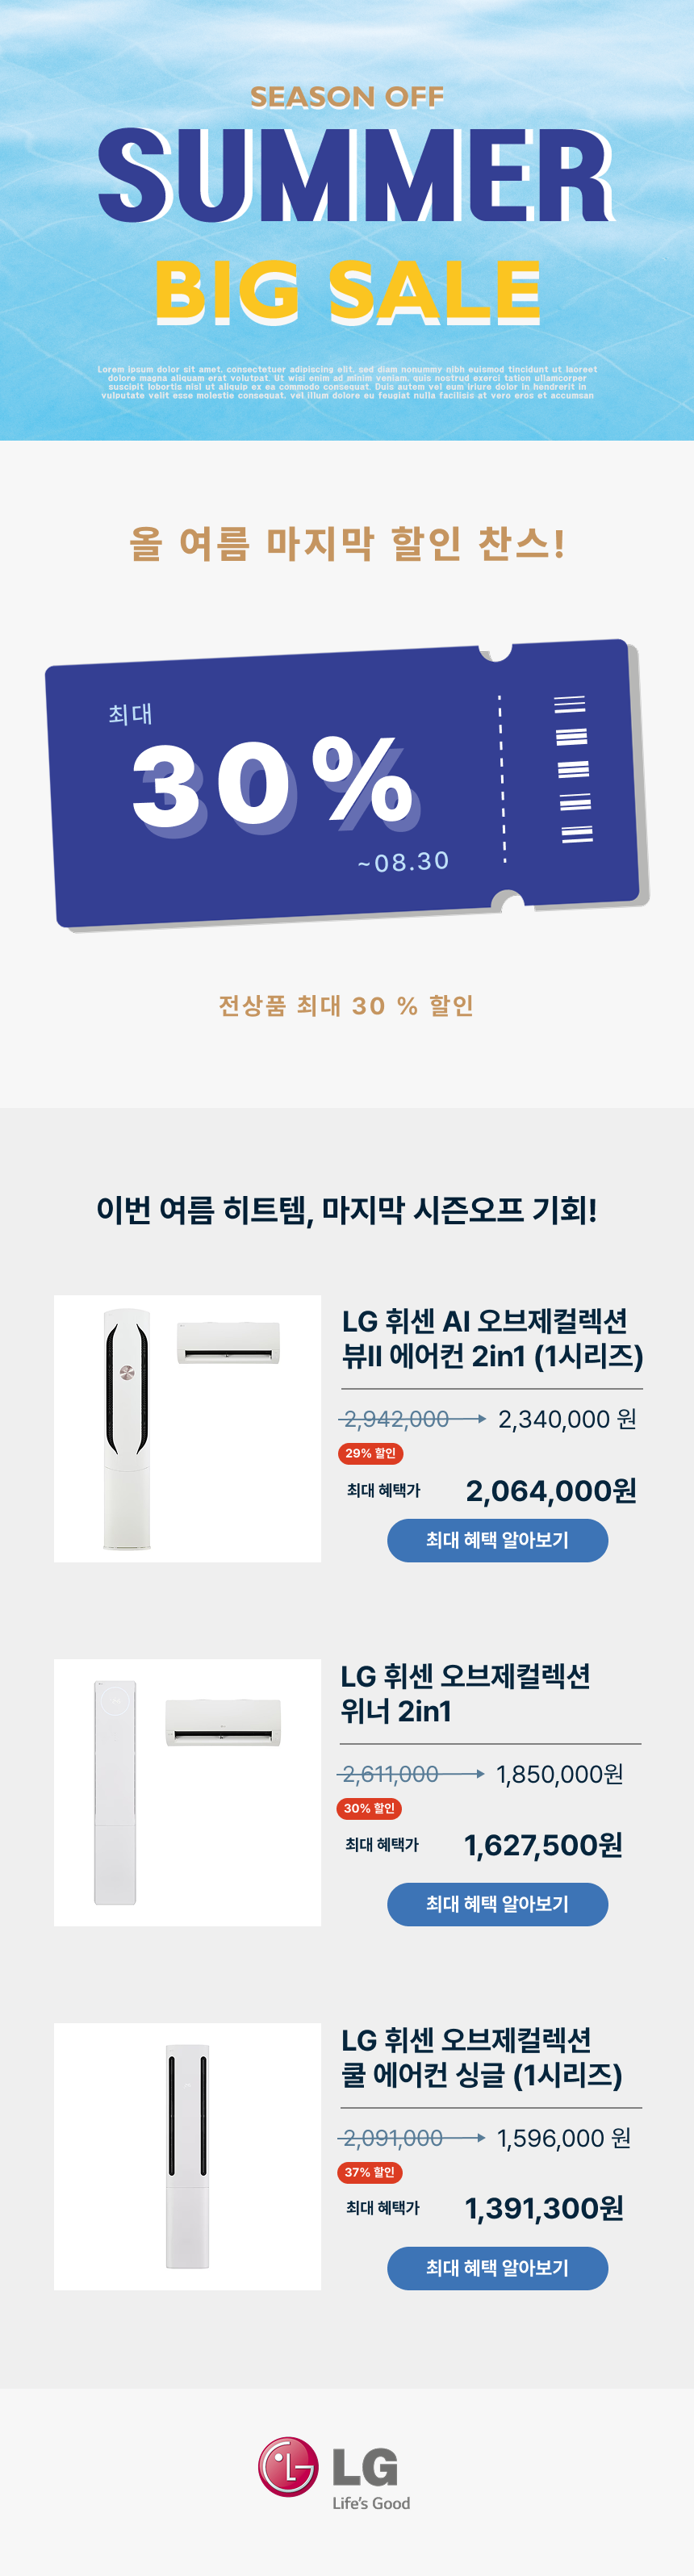 SEASON OFF
SUMMER
BIG SALE
Lorem ipsum dolor sit amet, consectetuer adipiscing elit, sed diam nonummy nibh euismod tincidunt ut laoreet
dolore magna aliquam erat volutpat. Ut wisi enim ad minim veniam, quis nostrud exerci tation ullamcorper
suscipit lobortis nisl ut aliquip ex ea commodo consequat. Duis autem vel eum iriure dolor in hendrerit in
vulputate velit esse molestie consequat, vel illum dolore eu feugiat nulla facilisis at vero eros et accumsan
올 여름 마지막 할인 찬스!
최대
30%
~08.30
전상품 최대 30 % 할인
이번 여름 히트템, 마지막 시즌오프 기회!
LG 휘센 AI 오브제컬렉션
뷰II 에어컨 2in1 (1시리즈)
2,942,000 2,340,000 원
29% 할인
최대 혜택가 2,064,000원
최대 혜택 알아보기
LG 휘센 오브제컬렉션
위너 2in1
2,611,000 1,850,000원
30% 할인
최대 혜택가 1,627,500원
최대 혜택 알아보기
LG 휘센 오브제컬렉션
쿨 에어컨 싱글 (1시리즈)
2,091,000 1,596,000 원
37% 할인
최대 혜택가 1,391,300원
최대 혜택 알아보기
LG
Life's Good